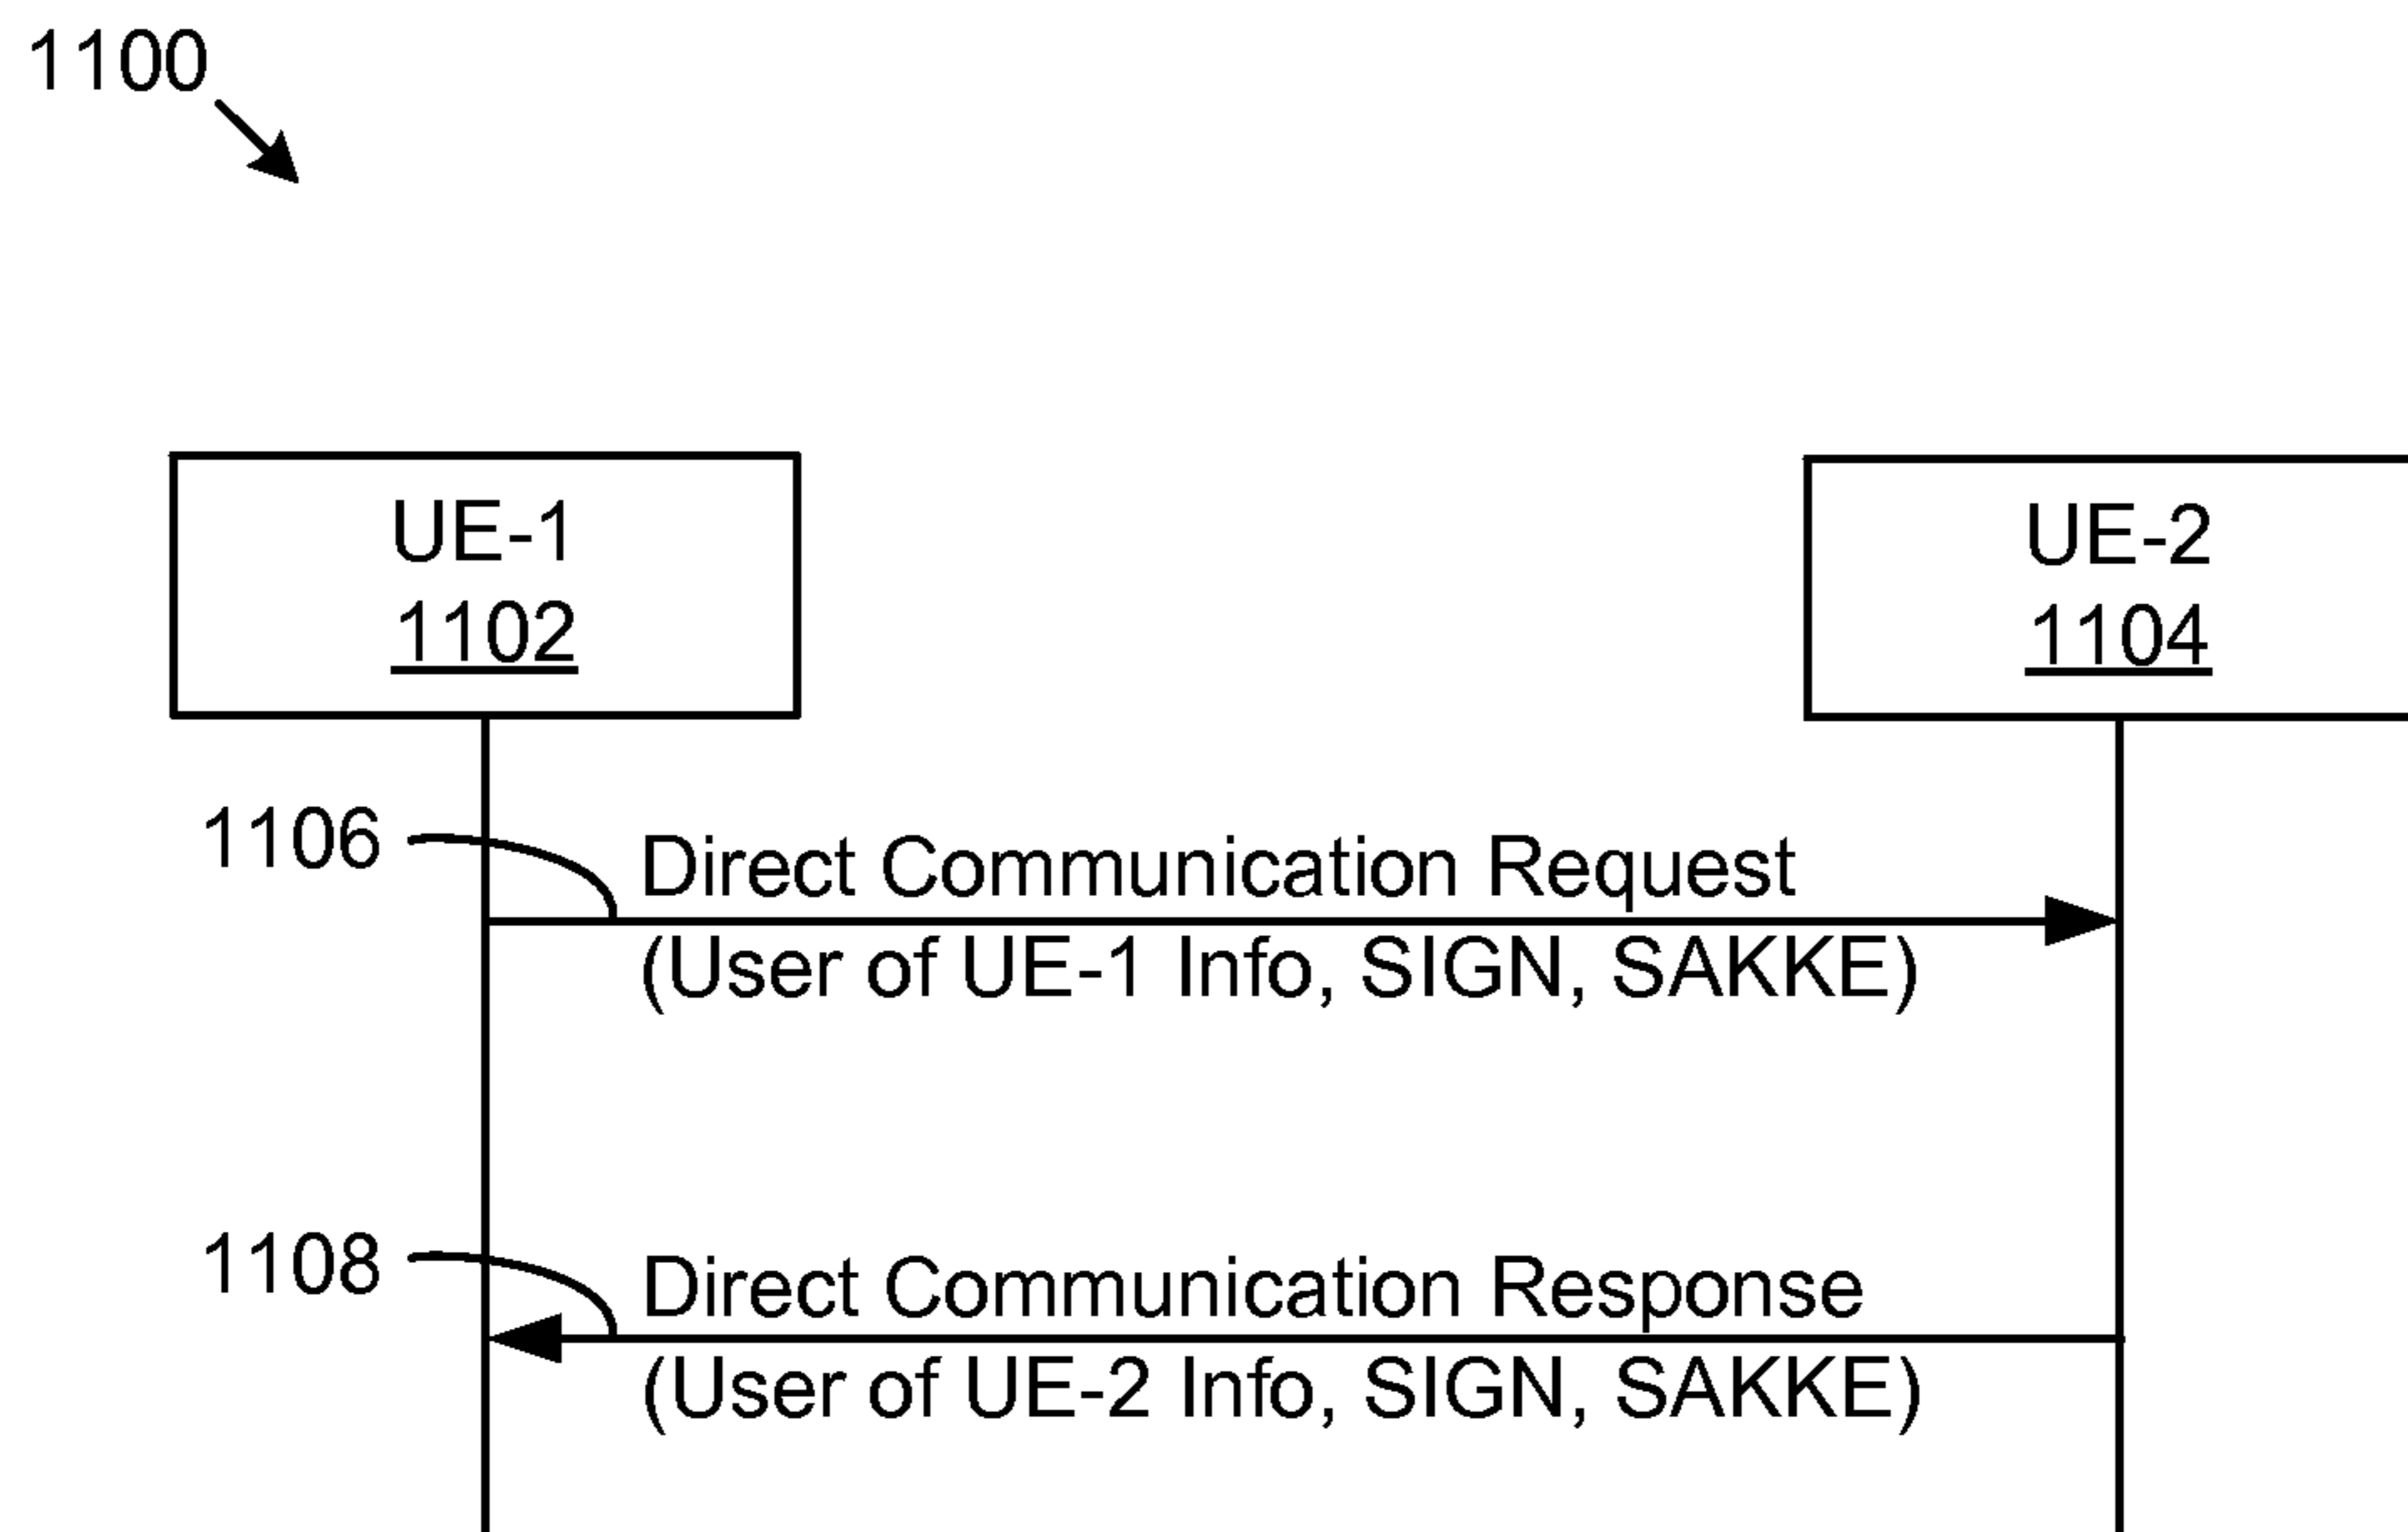 1100
UE-1
1102
UE-2
1104
1106
Direct Communication Request
(User of UE-1 Info, SIGN, SAKKE)
1108
Direct Communication Response
(User of UE-2 Info, SIGN, SAKKE)